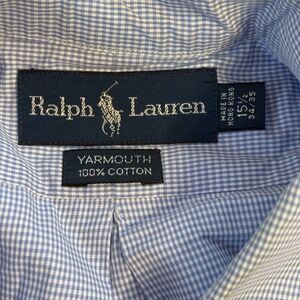 Ralph Lauren
MADE IN
HONG KONG
15½
34/35
YARMOUTH
100% COTTON